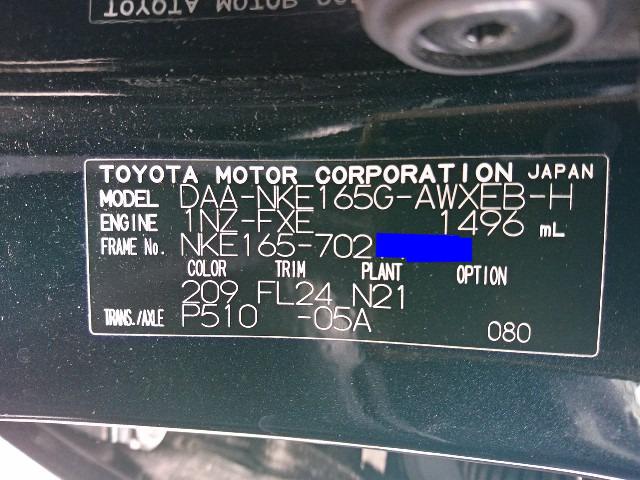 TOYOTA MOTOR CORPORATION JAPAN
MODEL DAA-NKE165G-AWXEB-H
ENGINE 1NZ-FXE 1496 mL
FRAME No. NKE165-702
COLOR TRIM PLANT OPTION
209 FL24 N21
TRANS./AXLE P510 -05A 080